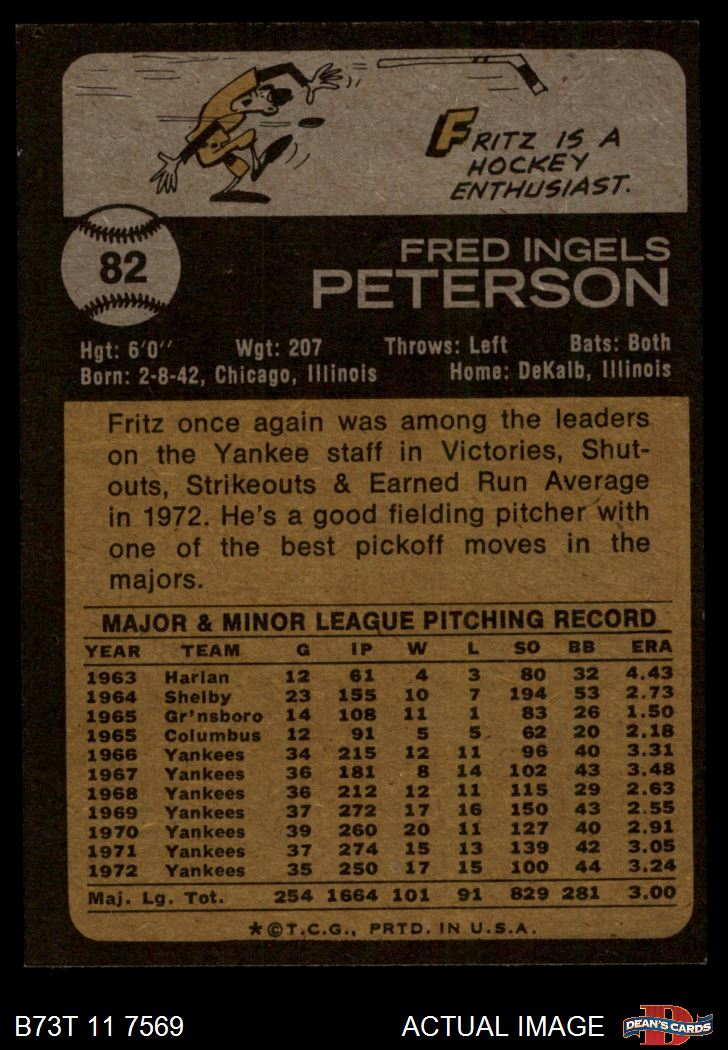 FRITZ IS A
HOCKEY
ENTHUSIAST.
82
FRED INGELS
PETERSON
Hgt: 6'0'' Wgt: 207 Throws: Left Bats: Both
Born: 2-8-42, Chicago, Illinois Home: DeKalb, Illinois
Fritz once again was among the leaders
on the Yankee staff in Victories, Shut-
outs, Strikeouts & Earned Run Average
in 1972. He's a good fielding pitcher with
one of the best pickoff moves in the
majors.
MAJOR & MINOR LEAGUE PITCHING RECORD
YEAR TEAM G IP W L SO BB ERA
1963 Harlan 12 61 4 3 80 32 4.43
1964 Shelby 23 155 10 7 194 53 2.73
1965 Gr'nsboro 14 108 11 1 83 26 1.50
1965 Columbus 12 91 5 5 62 20 2.18
1966 Yankees 34 215 12 11 96 40 3.31
1967 Yankees 36 181 8 14 102 43 3.48
1968 Yankees 36 212 12 11 115 29 2.63
1969 Yankees 37 272 17 16 150 43 2.55
1970 Yankees 39 260 20 11 127 40 2.91
1971 Yankees 37 274 15 13 139 42 3.05
1972 Yankees 35 250 17 15 100 44 3.24
Maj. Lg. Tot. 254 1664 101 91 829 281 3.00
*©T.C.G., PRTD. IN U.S.A.
B73T 11 7569 ACTUAL IMAGE DEAN'S CARDS